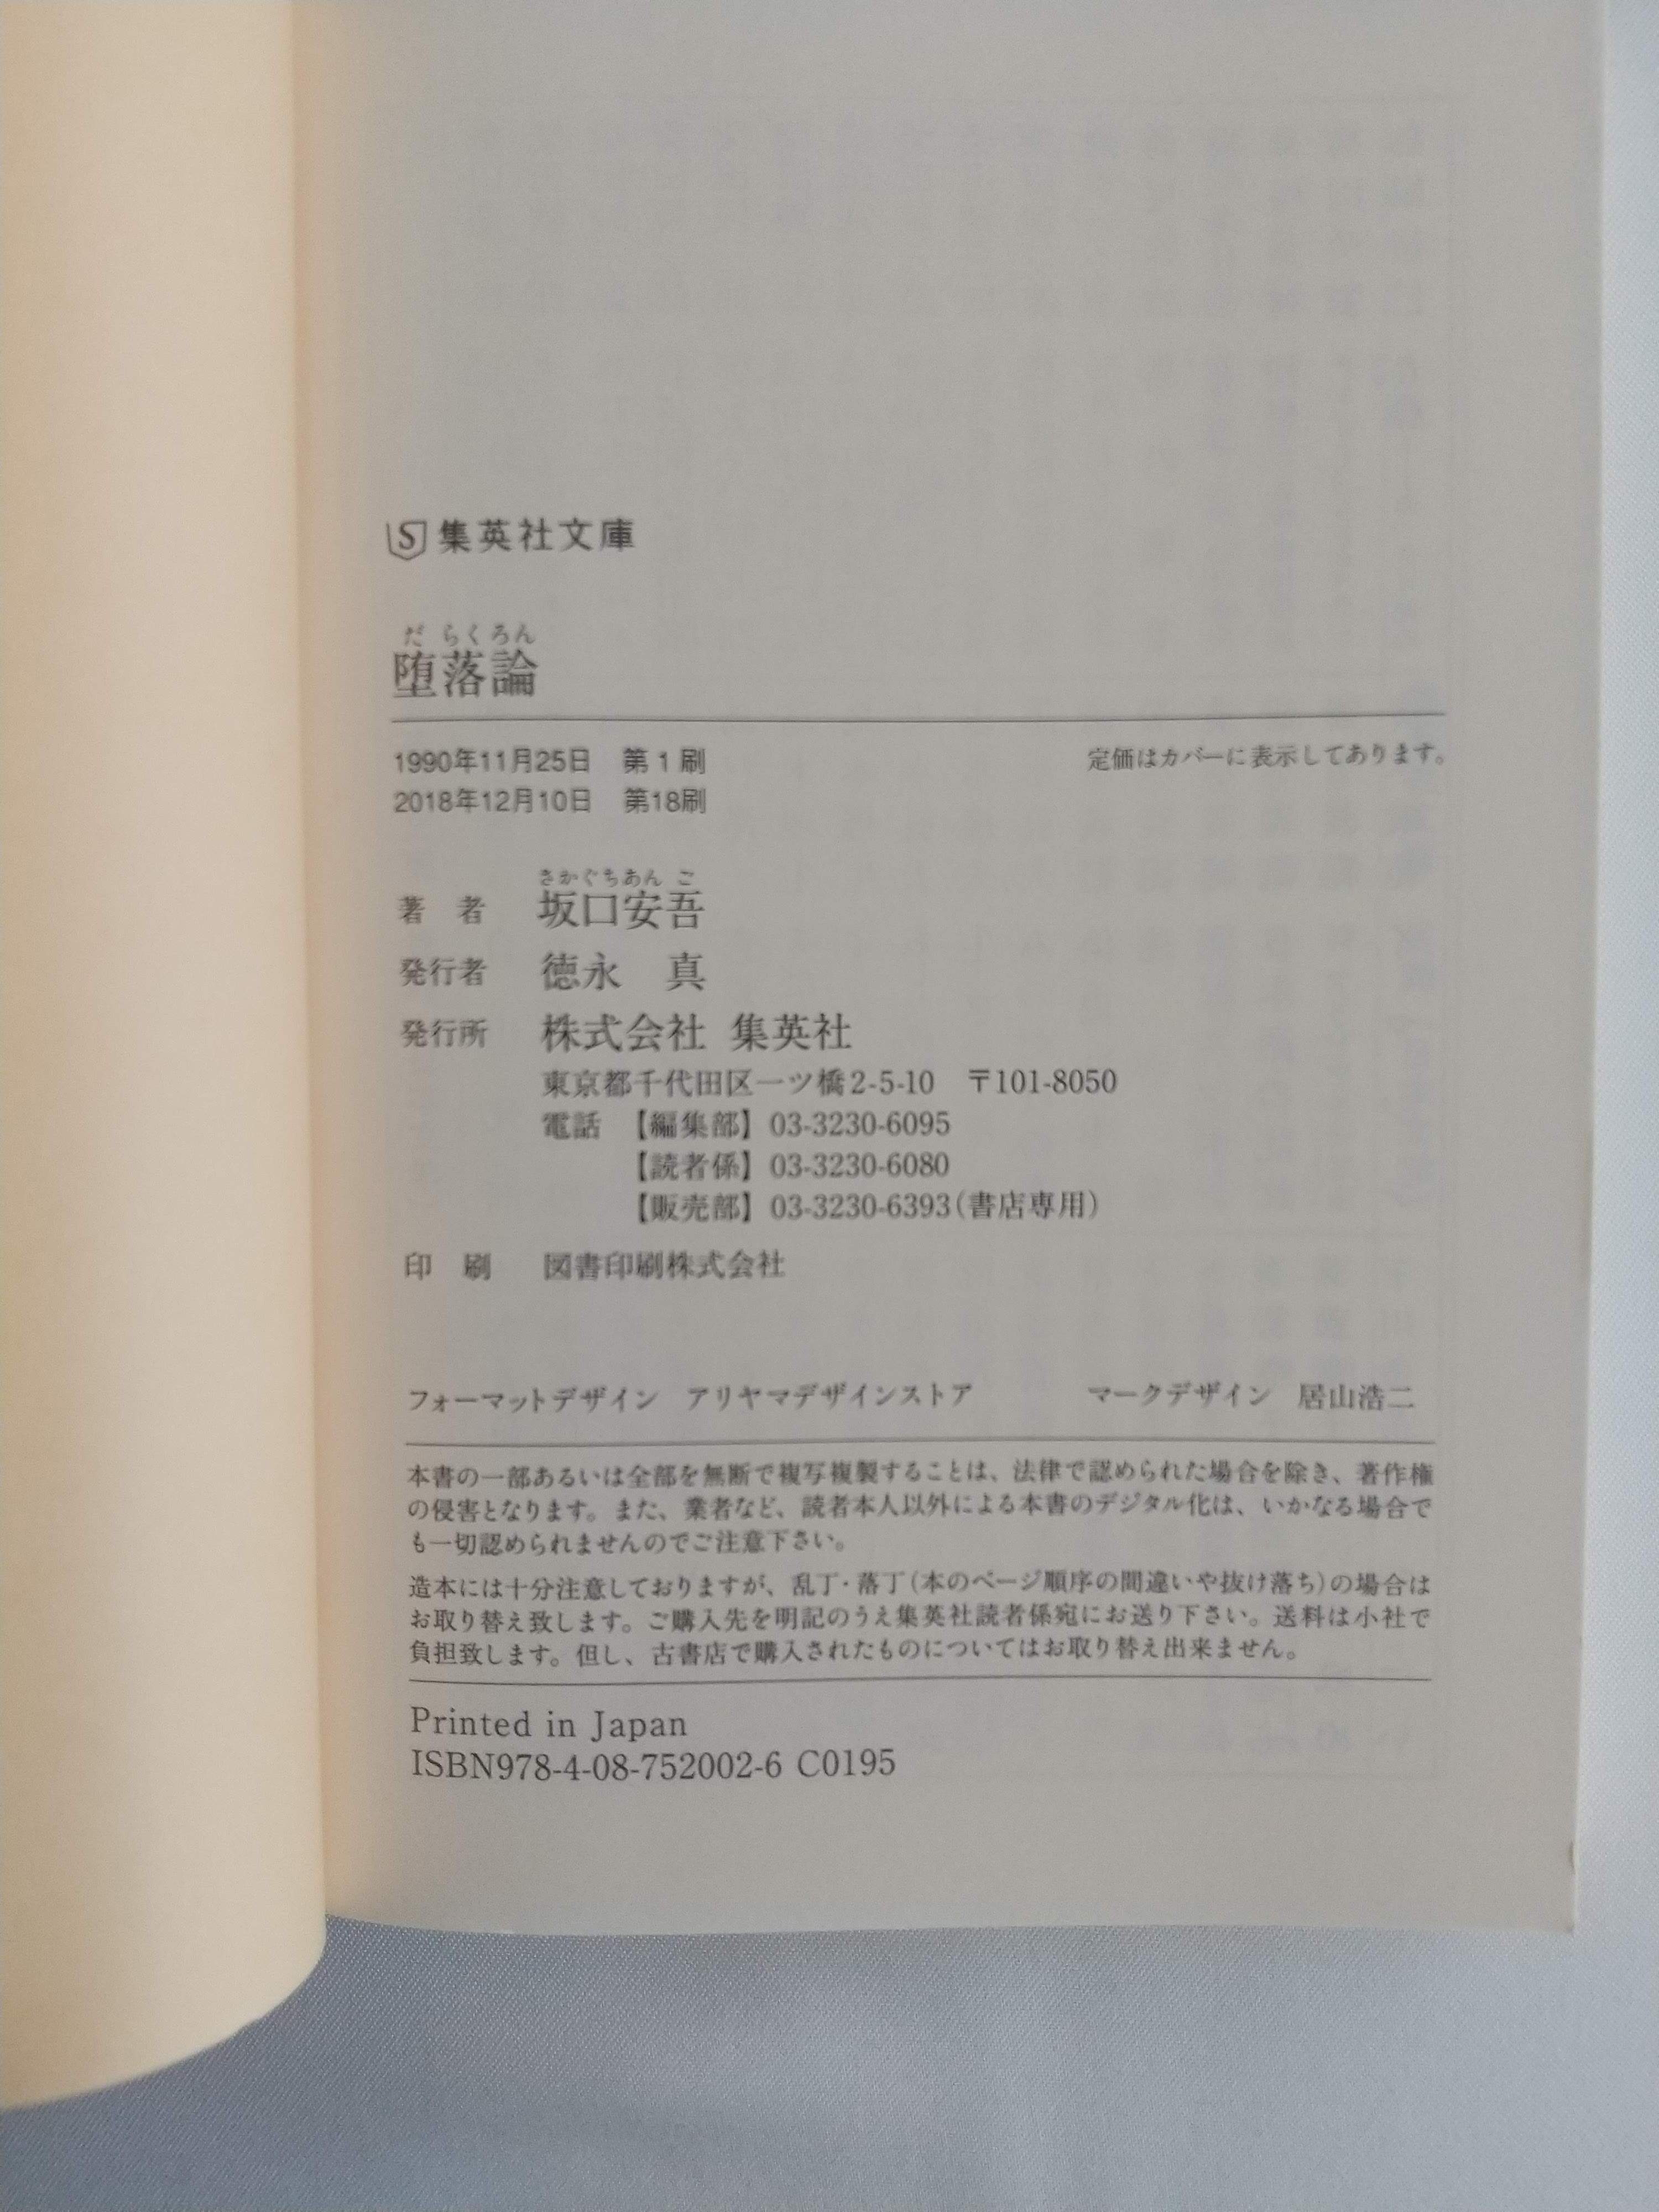 S 集英社文庫
だらくろん
堕落論
1990年11月25日　第1刷
2018年12月10日　第18刷
定価はカバーに表示してあります。
さかぐちあんご
著　者　坂口安吾
発行者　徳永　真
発行所　株式会社 集英社
東京都千代田区一ツ橋2-5-10　〒101-8050
電話　【編集部】03-3230-6095
【読者係】03-3230-6080
【販売部】03-3230-6393(書店専用)
印　刷　図書印刷株式会社
フォーマットデザイン　アリヤマデザインストア　　　マークデザイン　居山浩二
本書の一部あるいは全部を無断で複写複製することは、法律で認められた場合を除き、著作権
の侵害となります。また、業者など、読者本人以外による本書のデジタル化は、いかなる場合で
も一切認められませんのでご注意下さい。
造本には十分注意しておりますが、乱丁・落丁(本のページ順序の間違いや抜け落ち)の場合は
お取り替え致します。ご購入先を明記のうえ集英社読者係宛にお送り下さい。送料は小社で
負担致します。但し、古書店で購入されたものについてはお取り替え出来ません。
Printed in Japan
ISBN978-4-08-752002-6 C0195